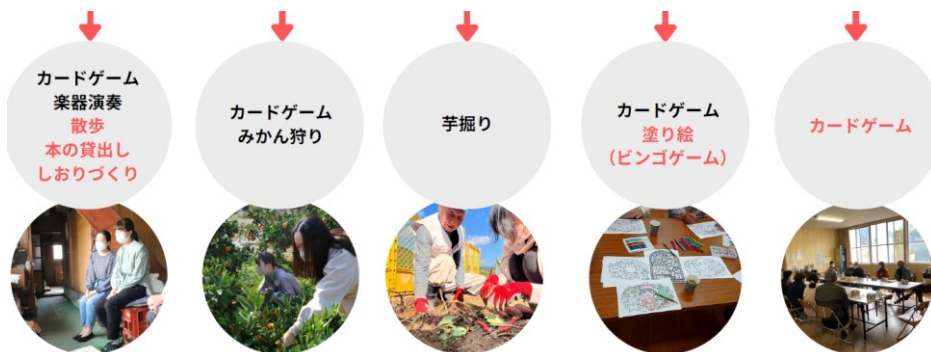 カードゲーム
楽器演奏
散歩
本の貸出し
しおりづくり
カードゲーム
みかん狩り
芋掘り
カードゲーム
塗り絵
（ビンゴゲーム）
カードゲーム